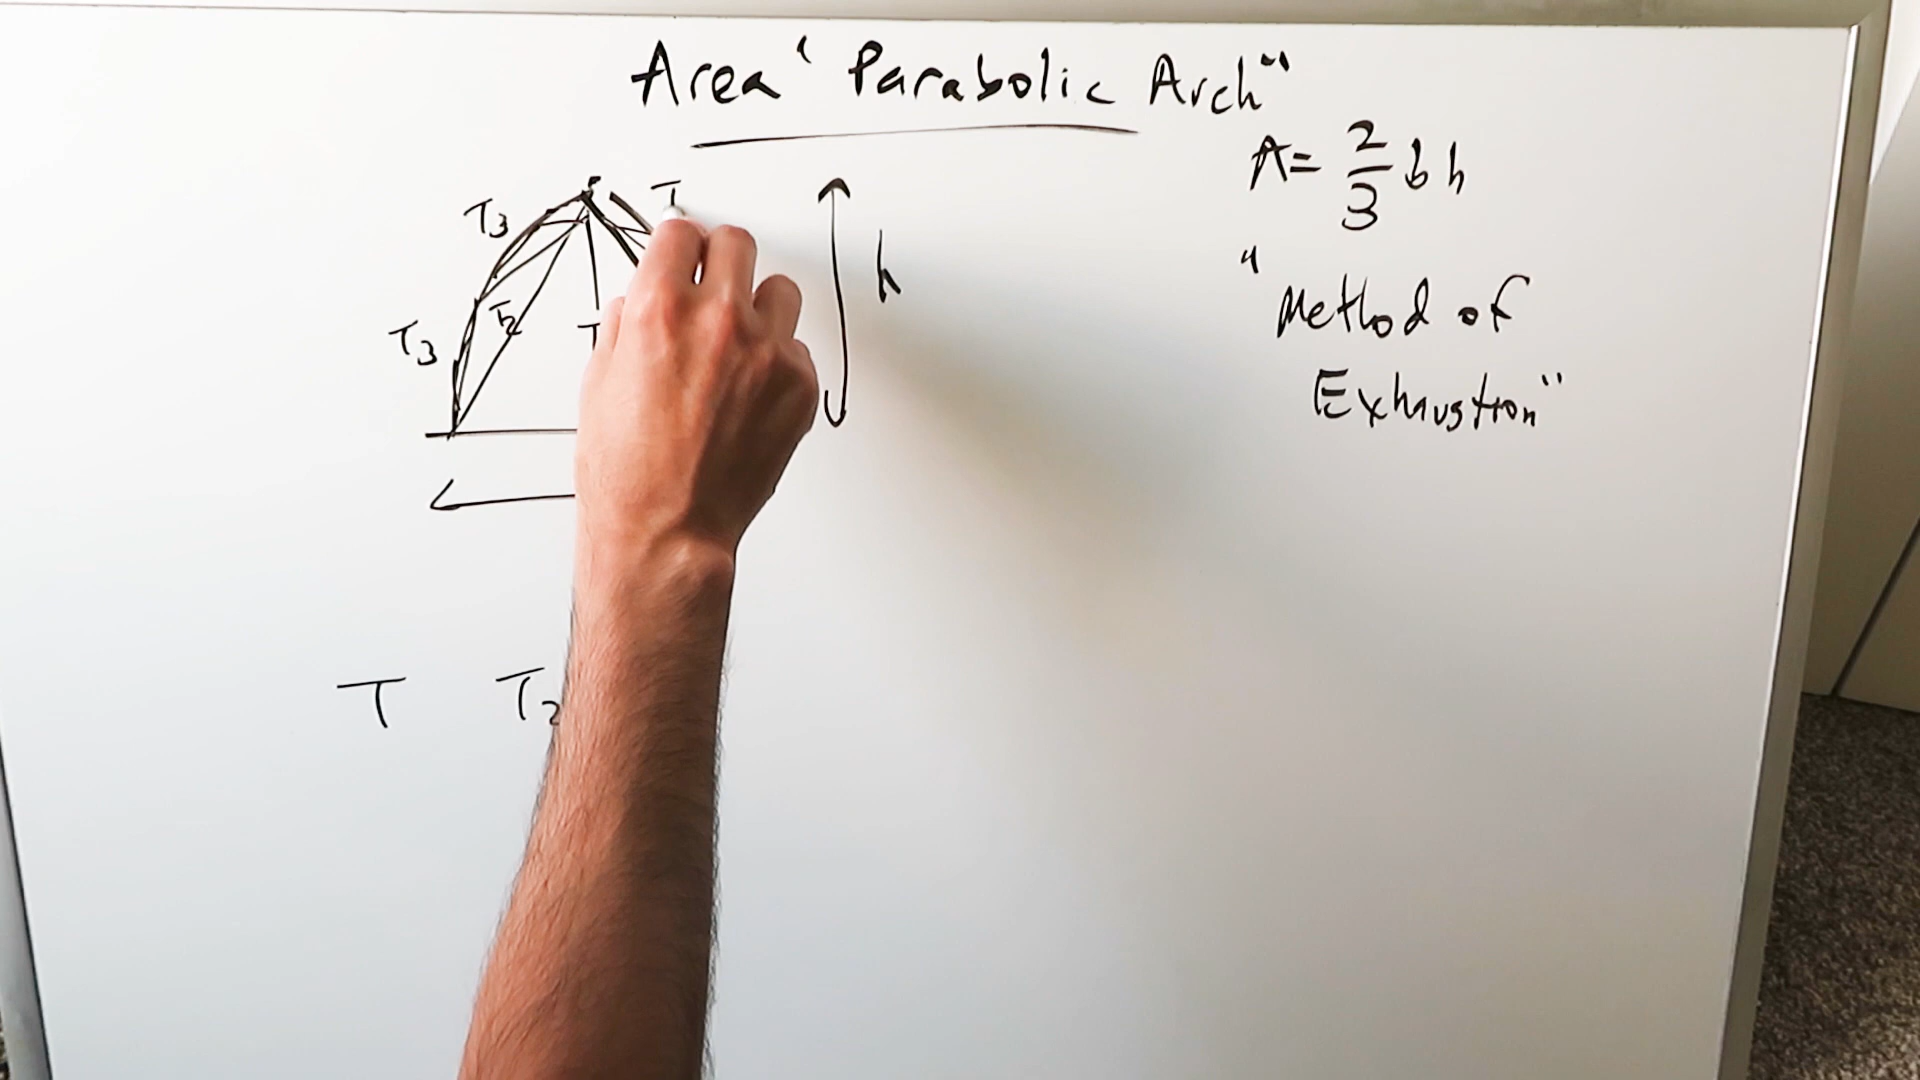 Area "Parabolic Arch"
A = 2/3 b h
"Method of
Exhaustion"
T3
T
h
T2
T3
T
T T2